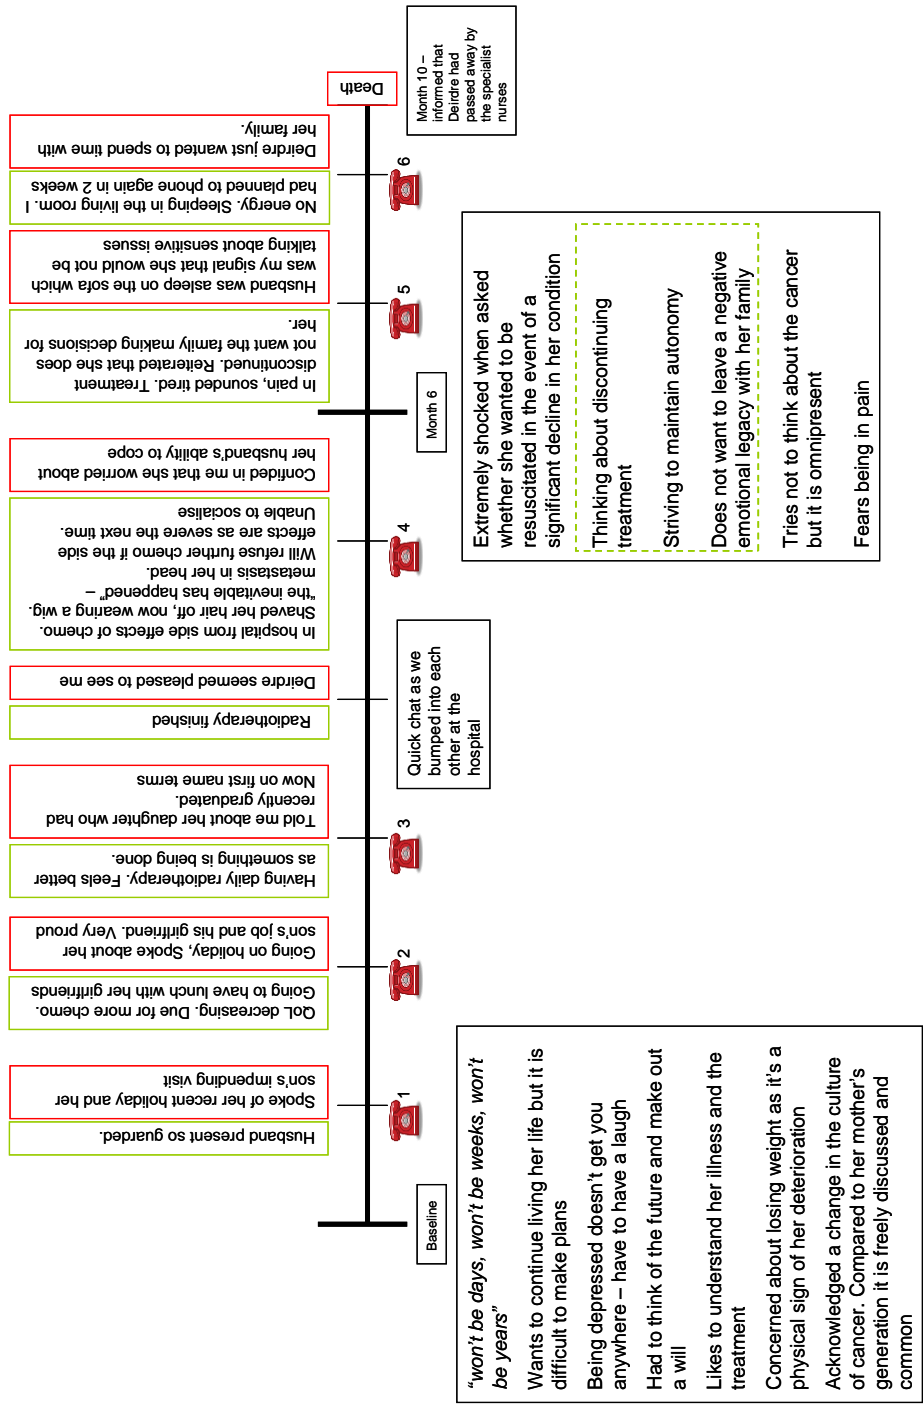 Husband present so guarded.
Spoke of her recent holiday and her
son's impending visit
QoL decreasing. Due for more chemo.
Going to have lunch with her girlfriends
Going on holiday, Spoke about her
son's job and his girlfriend. Very proud
Having daily radiotherapy. Feels better
as something is being done.
Told me about her daughter who had
recently graduated.
Now on first name terms
Radiotherapy finished
Deirdre seemed pleased to see me
In hospital from side effects of chemo.
Shaved her hair off, now wearing a wig.
“the inevitable has happened” –
metastasis in her head.
Will refuse further chemo if the side
effects are as severe the next time.
Unable to socialise
Confided in me that she worried about
her husband's ability to cope
In pain, sounded tired. Treatment
discontinued. Reiterated that she does
not want the family making decisions for
her.
Husband was asleep on the sofa which
was my signal that she would not be
talking about sensitive issues
No energy. Sleeping in the living room. I
had planned to phone again in 2 weeks
Deirdre just wanted to spend time with
her family.
Death
1
2
3
4
5
6
Baseline
Month 6
Month 10 –
informed that
Deirdre had
passed away by
the specialist
nurses
Quick chat as we
bumped into each
other at the
hospital
“won't be days, won't be weeks, won't
be years”
Wants to continue living her life but it is
difficult to make plans
Being depressed doesn't get you
anywhere – have to have a laugh
Had to think of the future and make out
a will
Likes to understand her illness and the
treatment
Concerned about losing weight as it's a
physical sign of her deterioration
Acknowledged a change in the culture
of cancer. Compared to her mother's
generation it is freely discussed and
common
Extremely shocked when asked
whether she wanted to be
resuscitated in the event of a
significant decline in her condition
Thinking about discontinuing
treatment
Striving to maintain autonomy
Does not want to leave a negative
emotional legacy with her family
Tries not to think about the cancer
but it is omnipresent
Fears being in pain